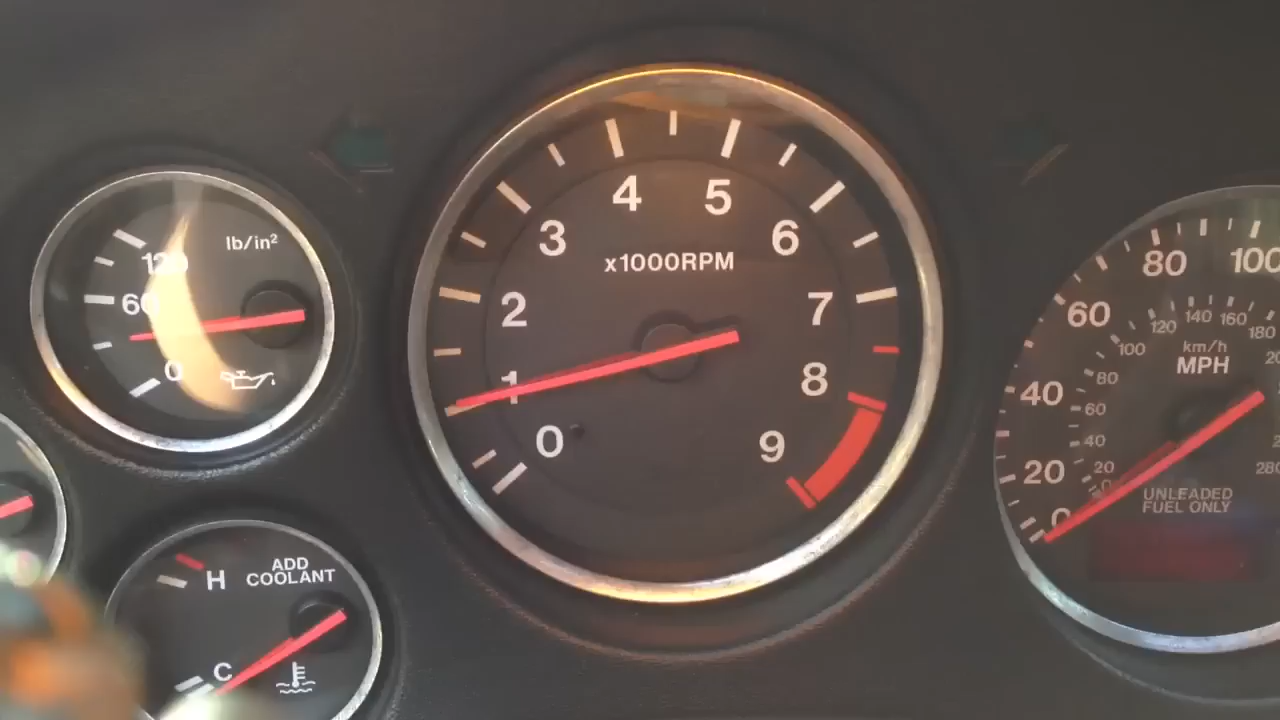 lb/in²
120
60
0
H
ADD
COOLANT
C
4 5
3 6
x1000RPM
2 7
1 8
0 9
80 100
60
120 140 160
100 180
km/h
MPH
40
80
60
40
20 20
0
280
UNLEADED
FUEL ONLY
0